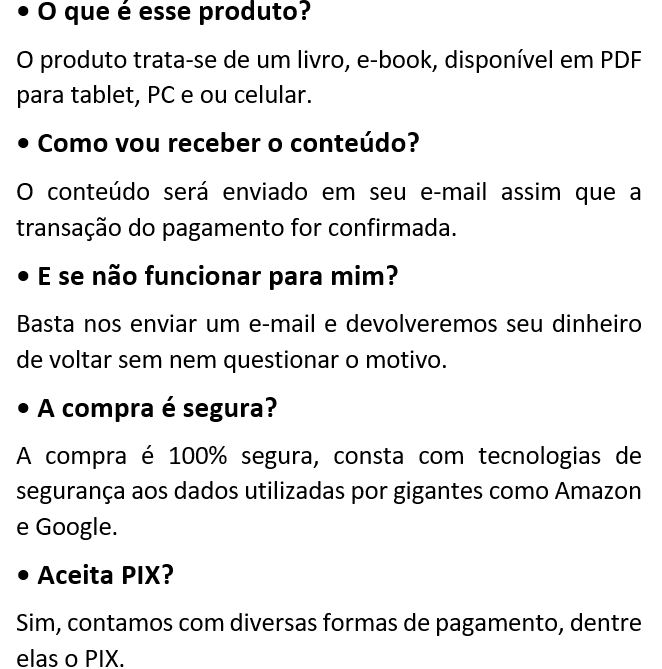 • O que é esse produto?
O produto trata-se de um livro, e-book, disponível em PDF
para tablet, PC e ou celular.
• Como vou receber o conteúdo?
O conteúdo será enviado em seu e-mail assim que a
transação do pagamento for confirmada.
• E se não funcionar para mim?
Basta nos enviar um e-mail e devolveremos seu dinheiro
de voltar sem nem questionar o motivo.
• A compra é segura?
A compra é 100% segura, consta com tecnologias de
segurança aos dados utilizadas por gigantes como Amazon
e Google.
• Aceita PIX?
Sim, contamos com diversas formas de pagamento, dentre
elas o PIX.